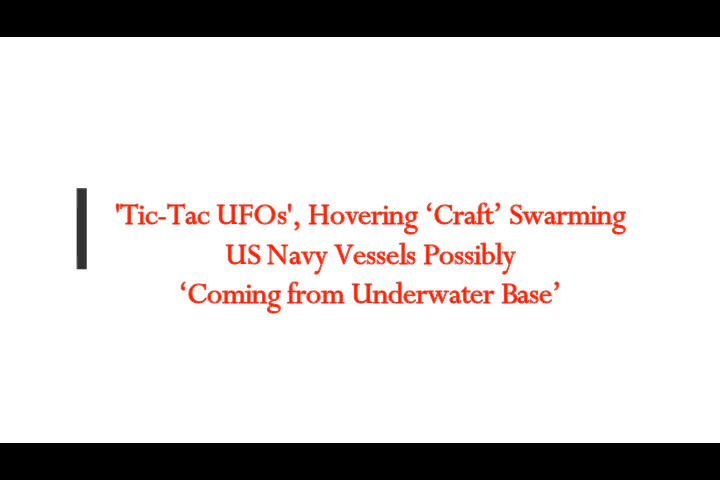 'Tic-Tac UFOs', Hovering ‘Craft’ Swarming
US Navy Vessels Possibly
‘Coming from Underwater Base’